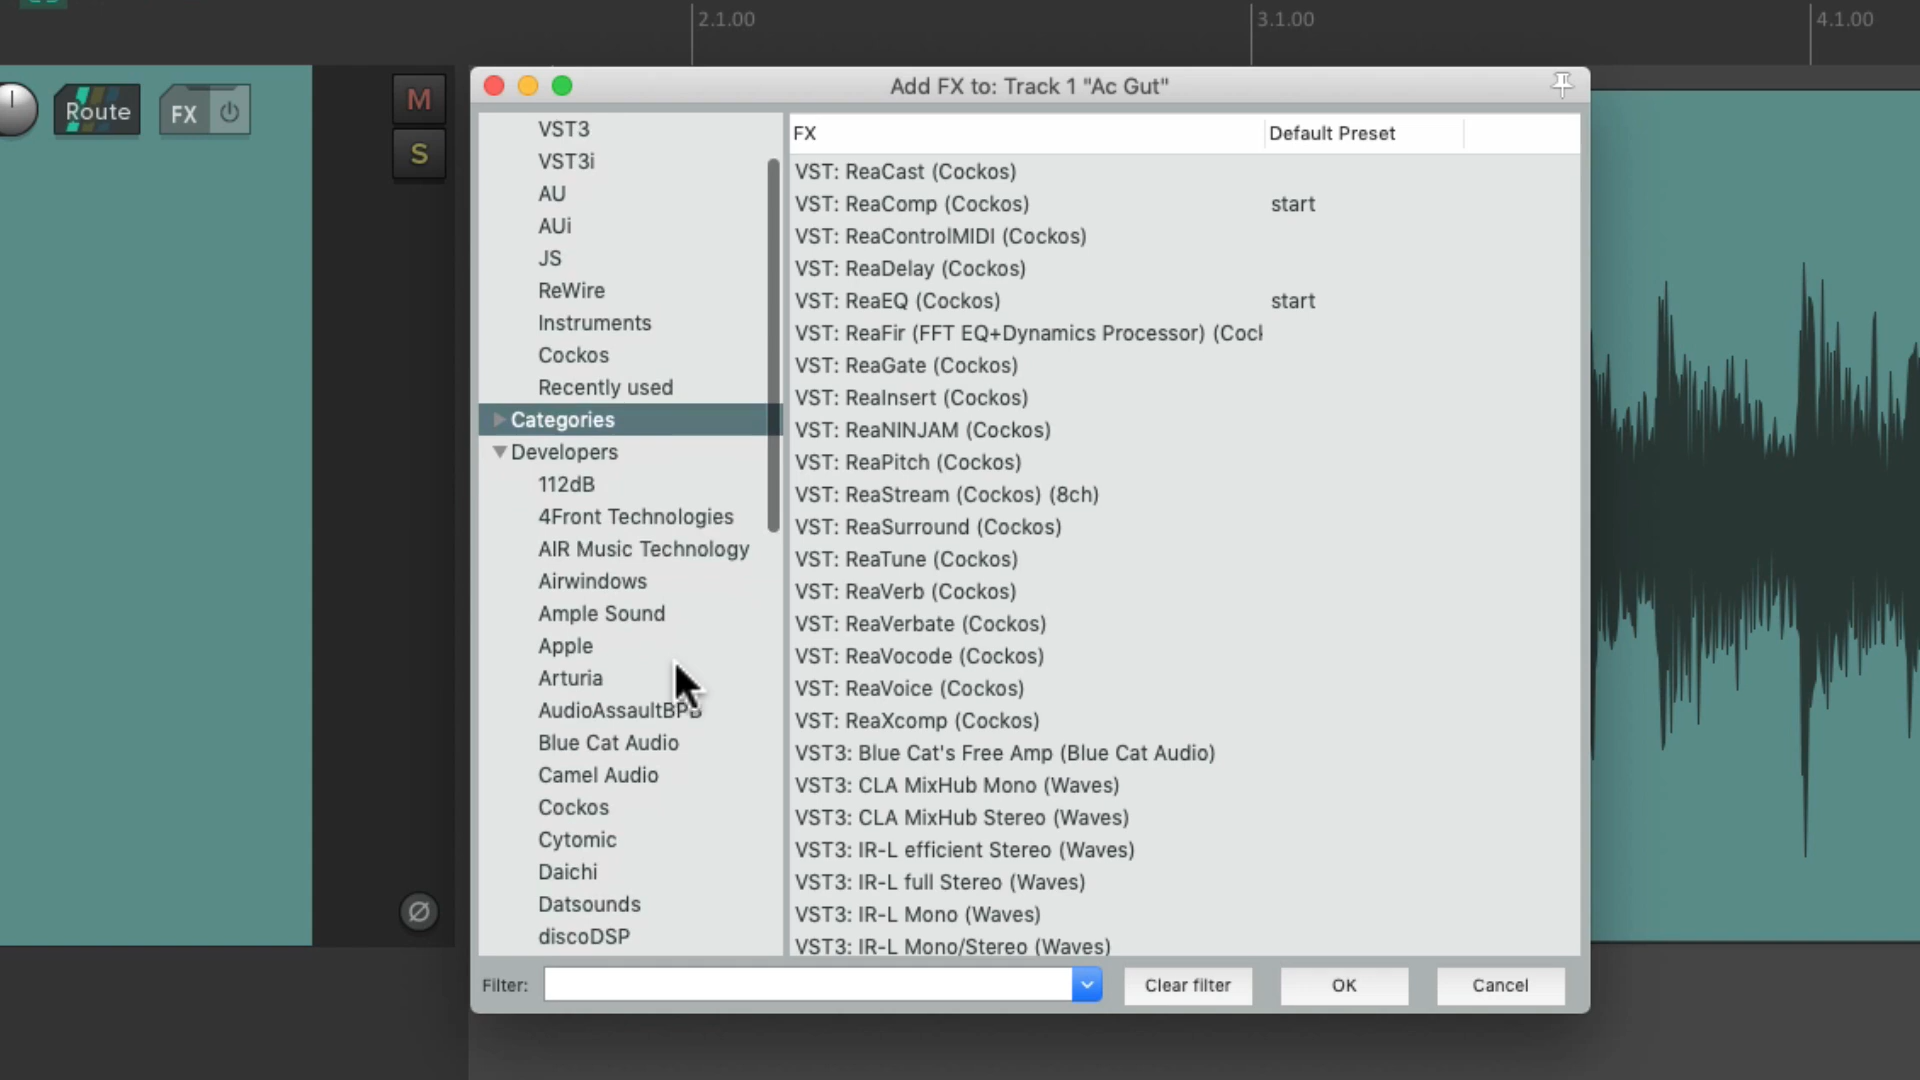 2.1.00
3.1.00
4.1.00
Route
FX
M
S
Add FX to: Track 1 "Ac Gut"
VST3
VST3i
AU
AUi
JS
ReWire
Instruments
Cockos
Recently used
Categories
Developers
112dB
4Front Technologies
AIR Music Technology
Airwindows
Ample Sound
Apple
Arturia
AudioAssaultBPB
Blue Cat Audio
Camel Audio
Cockos
Cytomic
Daichi
Datsounds
discoDSP
FX Default Preset
VST: ReaCast (Cockos)
VST: ReaComp (Cockos) start
VST: ReaControlMIDI (Cockos)
VST: ReaDelay (Cockos)
VST: ReaEQ (Cockos) start
VST: ReaFir (FFT EQ+Dynamics Processor) (Cock
VST: ReaGate (Cockos)
VST: ReaInsert (Cockos)
VST: ReaNINJAM (Cockos)
VST: ReaPitch (Cockos)
VST: ReaStream (Cockos) (8ch)
VST: ReaSurround (Cockos)
VST: ReaTune (Cockos)
VST: ReaVerb (Cockos)
VST: ReaVerbate (Cockos)
VST: ReaVocode (Cockos)
VST: ReaVoice (Cockos)
VST: ReaXcomp (Cockos)
VST3: Blue Cat's Free Amp (Blue Cat Audio)
VST3: CLA MixHub Mono (Waves)
VST3: CLA MixHub Stereo (Waves)
VST3: IR-L efficient Stereo (Waves)
VST3: IR-L full Stereo (Waves)
VST3: IR-L Mono (Waves)
VST3: IR-L Mono/Stereo (Waves)
Filter:
Clear filter
OK
Cancel